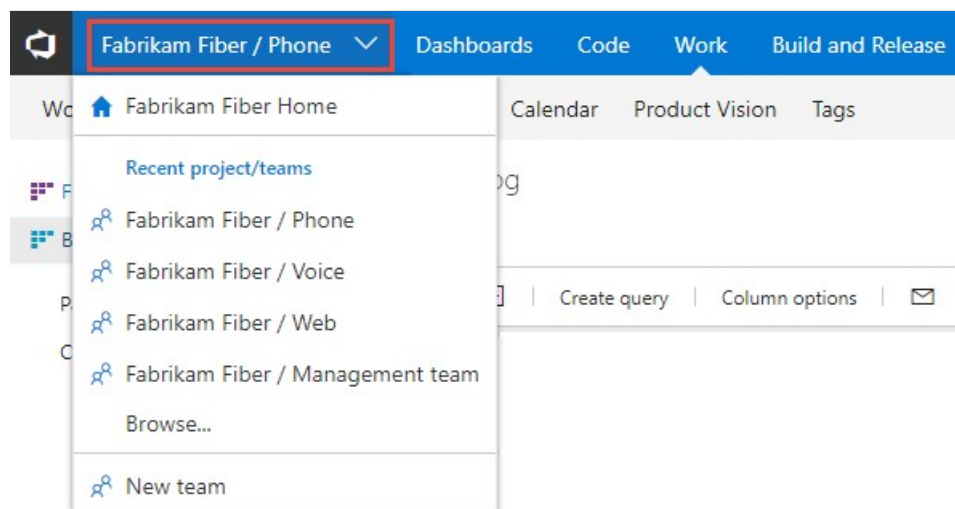 Fabrikam Fiber / Phone Dashboards Code Work Build and Release
Fabrikam Fiber Home
Calendar Product Vision Tags
Recent project/teams
Fabrikam Fiber / Phone
Fabrikam Fiber / Voice
Create query Column options
Fabrikam Fiber / Web
Fabrikam Fiber / Management team
Browse...
New team